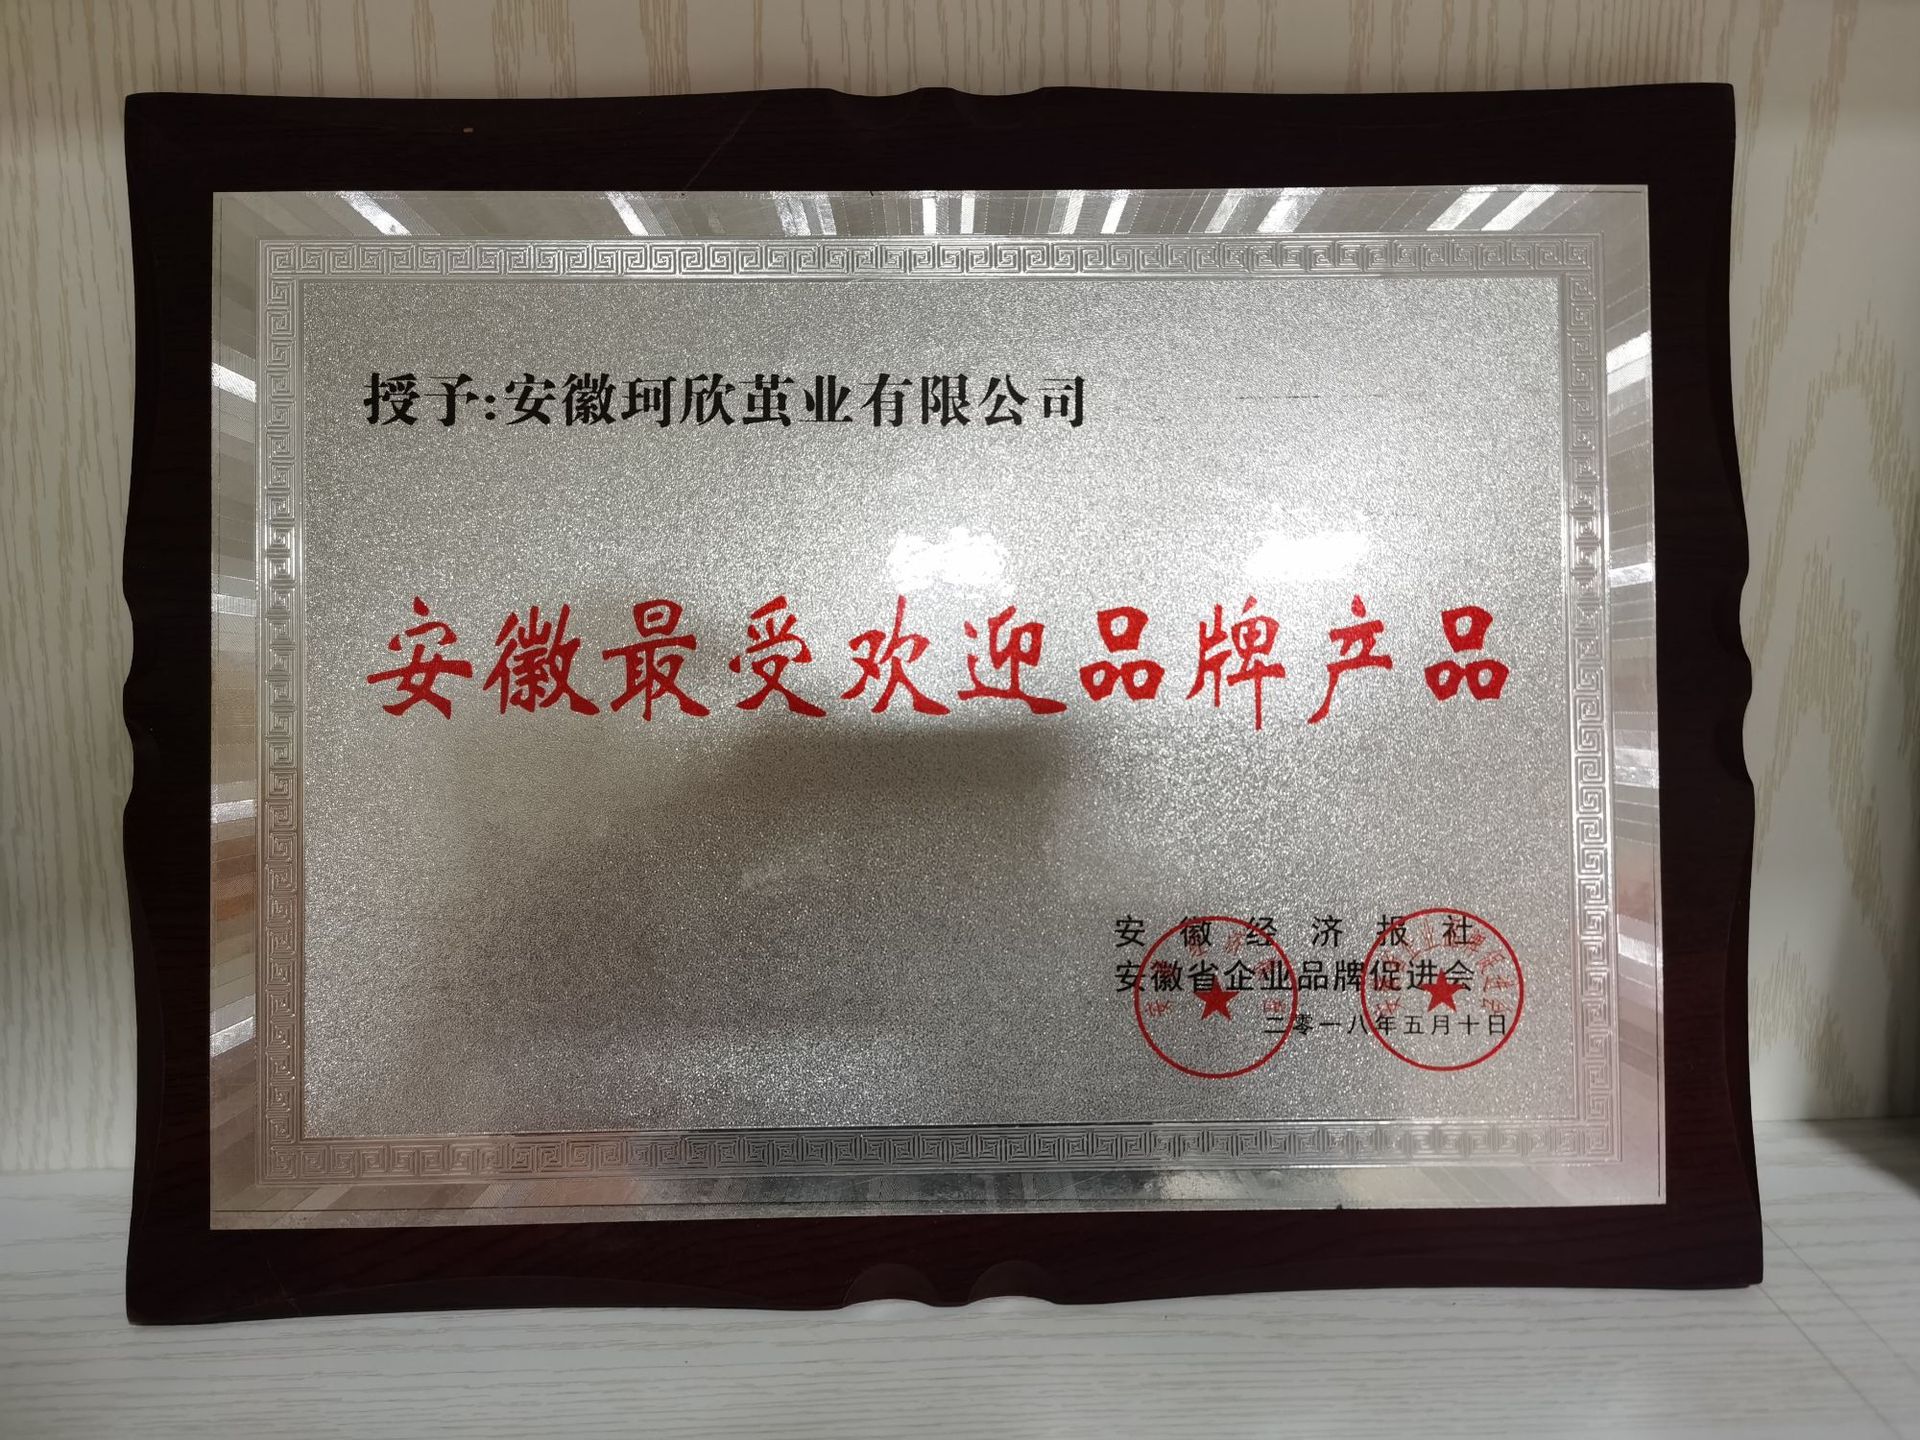 授予:安徽珂欣茧业有限公司
安徽最受欢迎品牌产品
安徽经济报社
安徽省企业品牌促进会
二零一八年五月十日